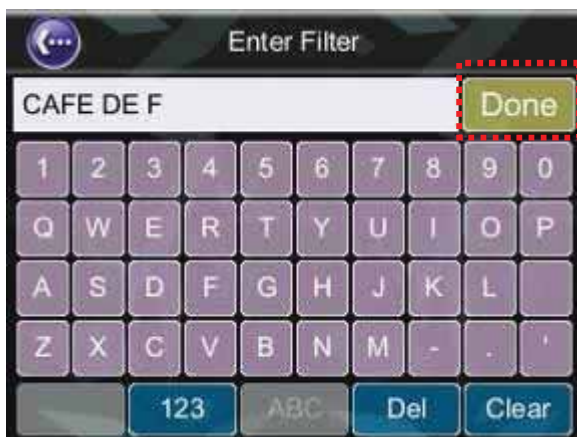 Enter Filter
CAFE DE F Done
1 2 3 4 5 6 7 8 9 0
Q W E R T Y U I O P
A S D F G H J K L
Z X C V B N M - . '
123 ABC Del Clear